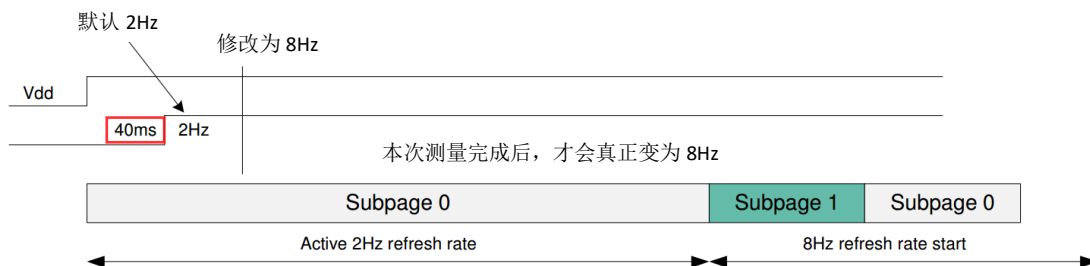 默认 2Hz
修改为 8Hz
Vdd
40ms 2Hz
本次测量完成后，才会真正变为 8Hz
Subpage 0 Subpage 1 Subpage 0
Active 2Hz refresh rate 8Hz refresh rate start